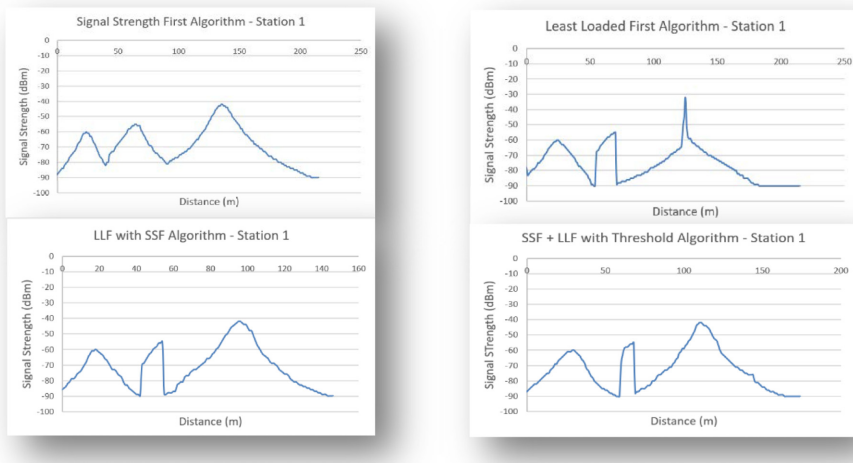 Signal Strength First Algorithm - Station 1
0
0 50 100 150 200 250
-10
-20
-30
-40
-50
-60
-70
-80
-90
-100
Signal Strength (dBm)
Distance (m)
Least Loaded First Algorithm - Station 1
0
0 50 100 150 200 250
-10
-20
-30
-40
-50
-60
-70
-80
-90
-100
Signal Strength (dBm)
Distance (m)
LLF with SSF Algorithm - Station 1
0
0 20 40 60 80 100 120 140 160
-10
-20
-30
-40
-50
-60
-70
-80
-90
-100
Signal Strength (dBm)
Distance (m)
SSF + LLF with Threshold Algorithm - Station 1
0
0 50 100 150 200
-10
-20
-30
-40
-50
-60
-70
-80
-90
-100
Signal STrength (dBm)
Distance (m)